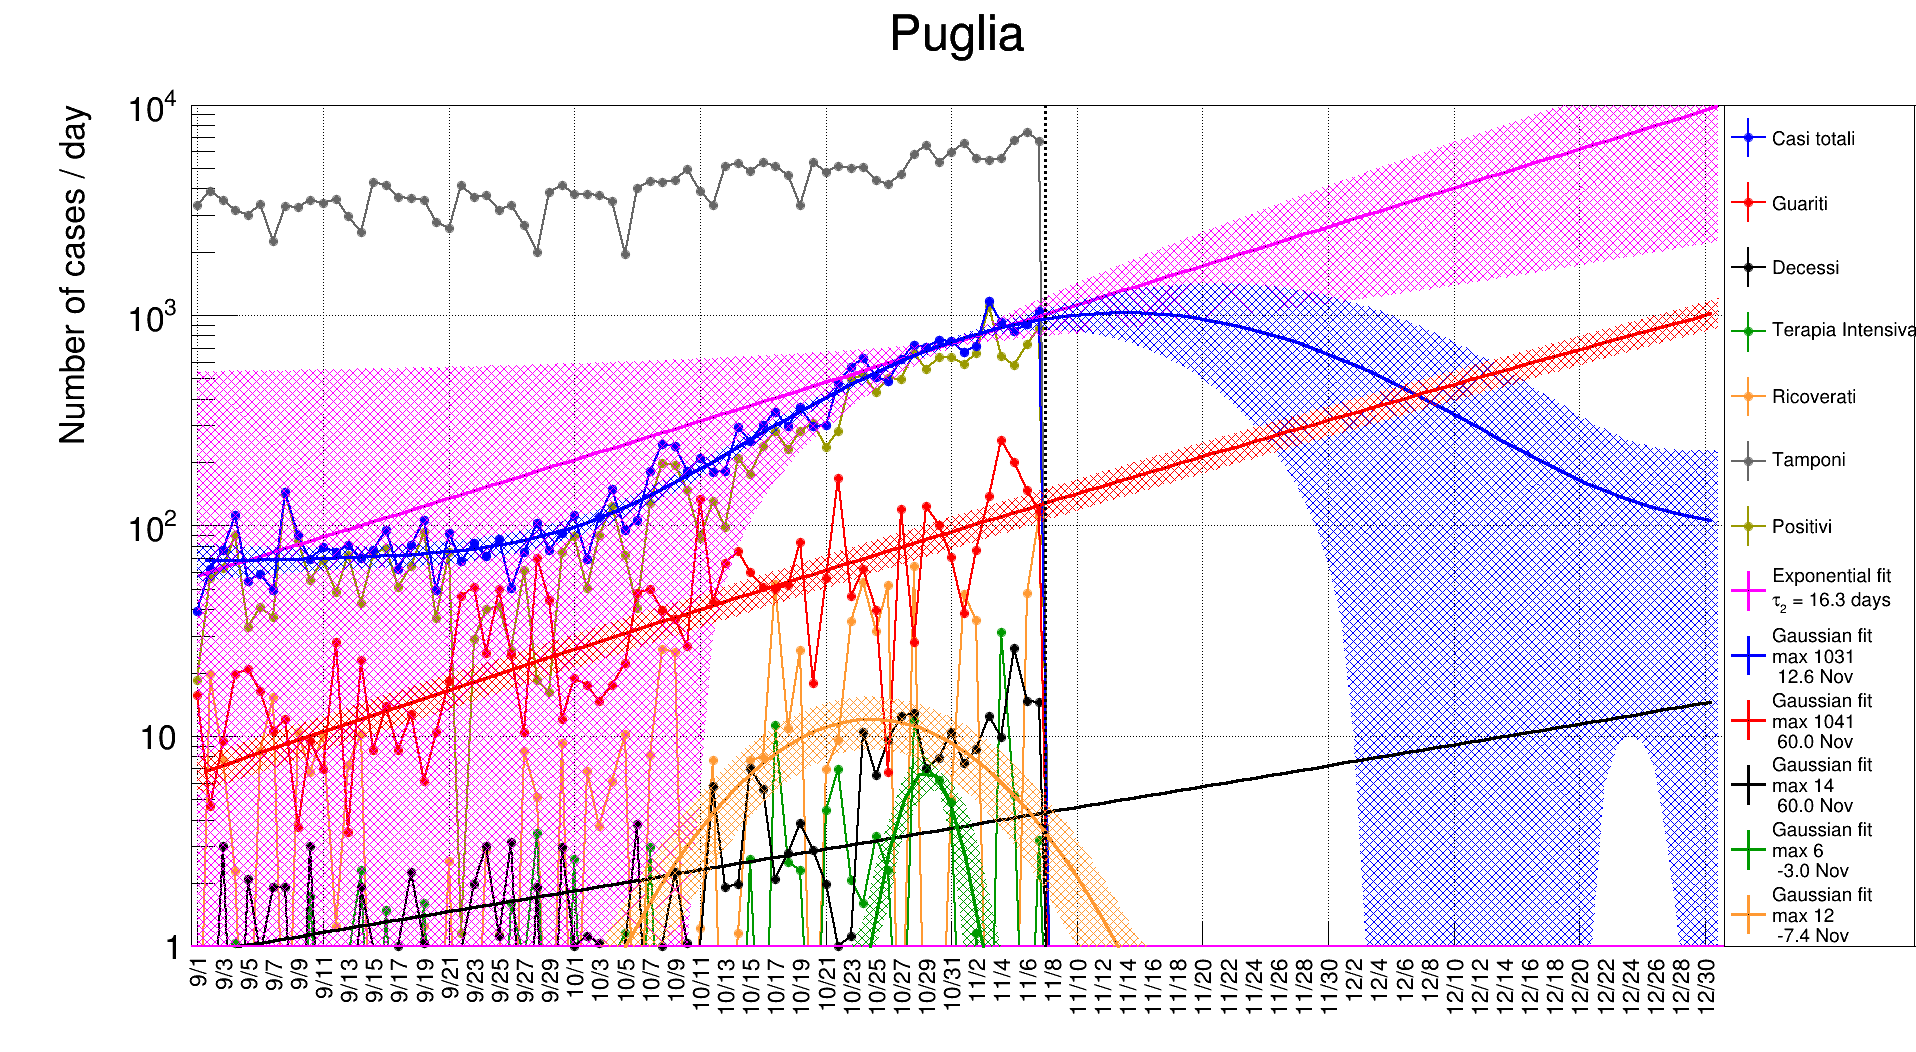 Puglia
Number of cases / day
10^4
10^3
10^2
10
1
9/1
9/3
9/5
9/7
9/9
9/11
9/13
9/15
9/17
9/19
9/21
9/23
9/25
9/27
9/29
10/1
10/3
10/5
10/7
10/9
10/11
10/13
10/15
10/17
10/19
10/21
10/23
10/25
10/27
10/29
10/31
11/2
11/4
11/6
11/8
11/10
11/12
11/14
11/16
11/18
11/20
11/22
11/24
11/26
11/28
11/30
12/2
12/4
12/6
12/8
12/10
12/12
12/14
12/16
12/18
12/20
12/22
12/24
12/26
12/28
12/30
Casi totali
Guariti
Decessi
Terapia Intensiva
Ricoverati
Tamponi
Positivi
Exponential fit
τ_2 = 16.3 days
Gaussian fit
max 1031
12.6 Nov
Gaussian fit
max 1041
60.0 Nov
Gaussian fit
max 14
60.0 Nov
Gaussian fit
max 6
-3.0 Nov
Gaussian fit
max 12
-7.4 Nov